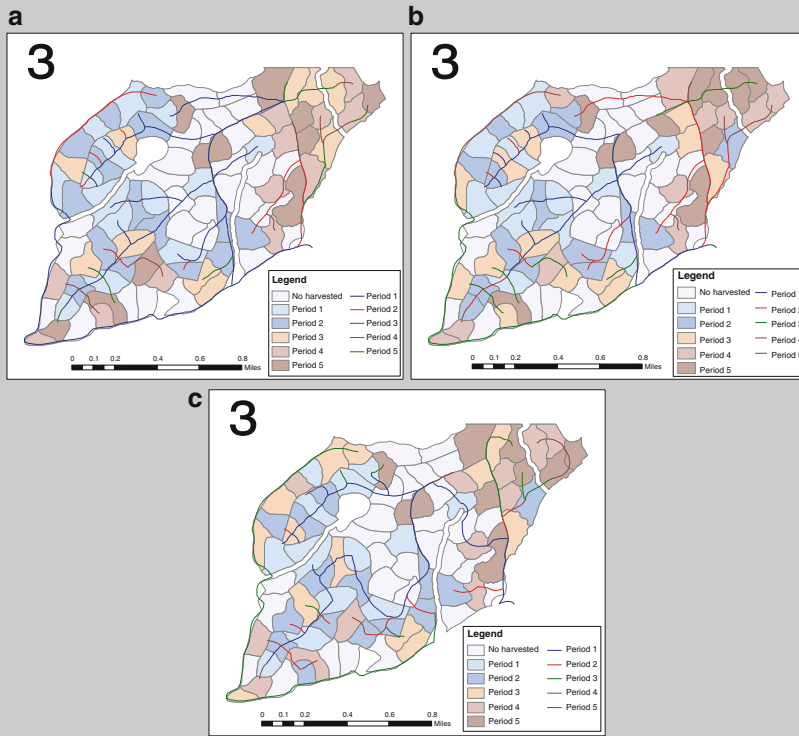 a
3
Legend
No harvested
Period 1
Period 2
Period 3
Period 4
Period 5
Period 1
Period 2
Period 3
Period 4
Period 5
0 0.1 0.2 0.4 0.6 0.8
Miles
b
3
Legend
No harvested
Period 1
Period 2
Period 3
Period 4
Period 5
Period
Period
Period
Period
Period
0 0.1 0.2 0.4 0.6 0.8
Miles
c
3
Legend
No harvested
Period 1
Period 2
Period 3
Period 4
Period 5
Period 1
Period 2
Period 3
Period 4
Period 5
0 0.1 0.2 0.4 0.6 0.8
Miles